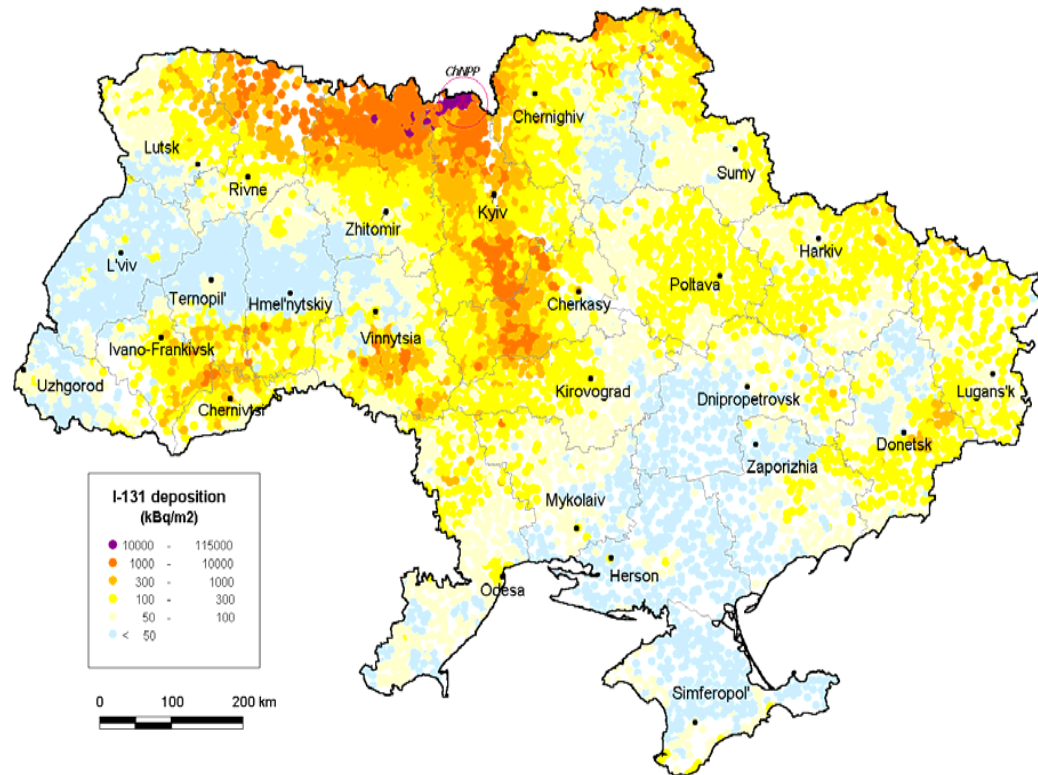 ChNPP
Chernighiv
Lutsk
Rivne
Sumy
Kyiv
Zhitomir
Harkiv
L'viv
Ternopil'
Hmel'nytskiy
Cherkasy
Poltava
Vinnytsia
Ivano-Frankivsk
Uzhgorod
Chernivtsi
Kirovograd
Dnipropetrovsk
Lugans'k
Donetsk
Zaporizhia
Mykolaiv
Herson
Odesa
Simferopol'
I-131 deposition
(kBq/m2)
10000 - 115000
1000 - 10000
300 - 1000
100 - 300
50 - 100
< 50
0 100 200 km